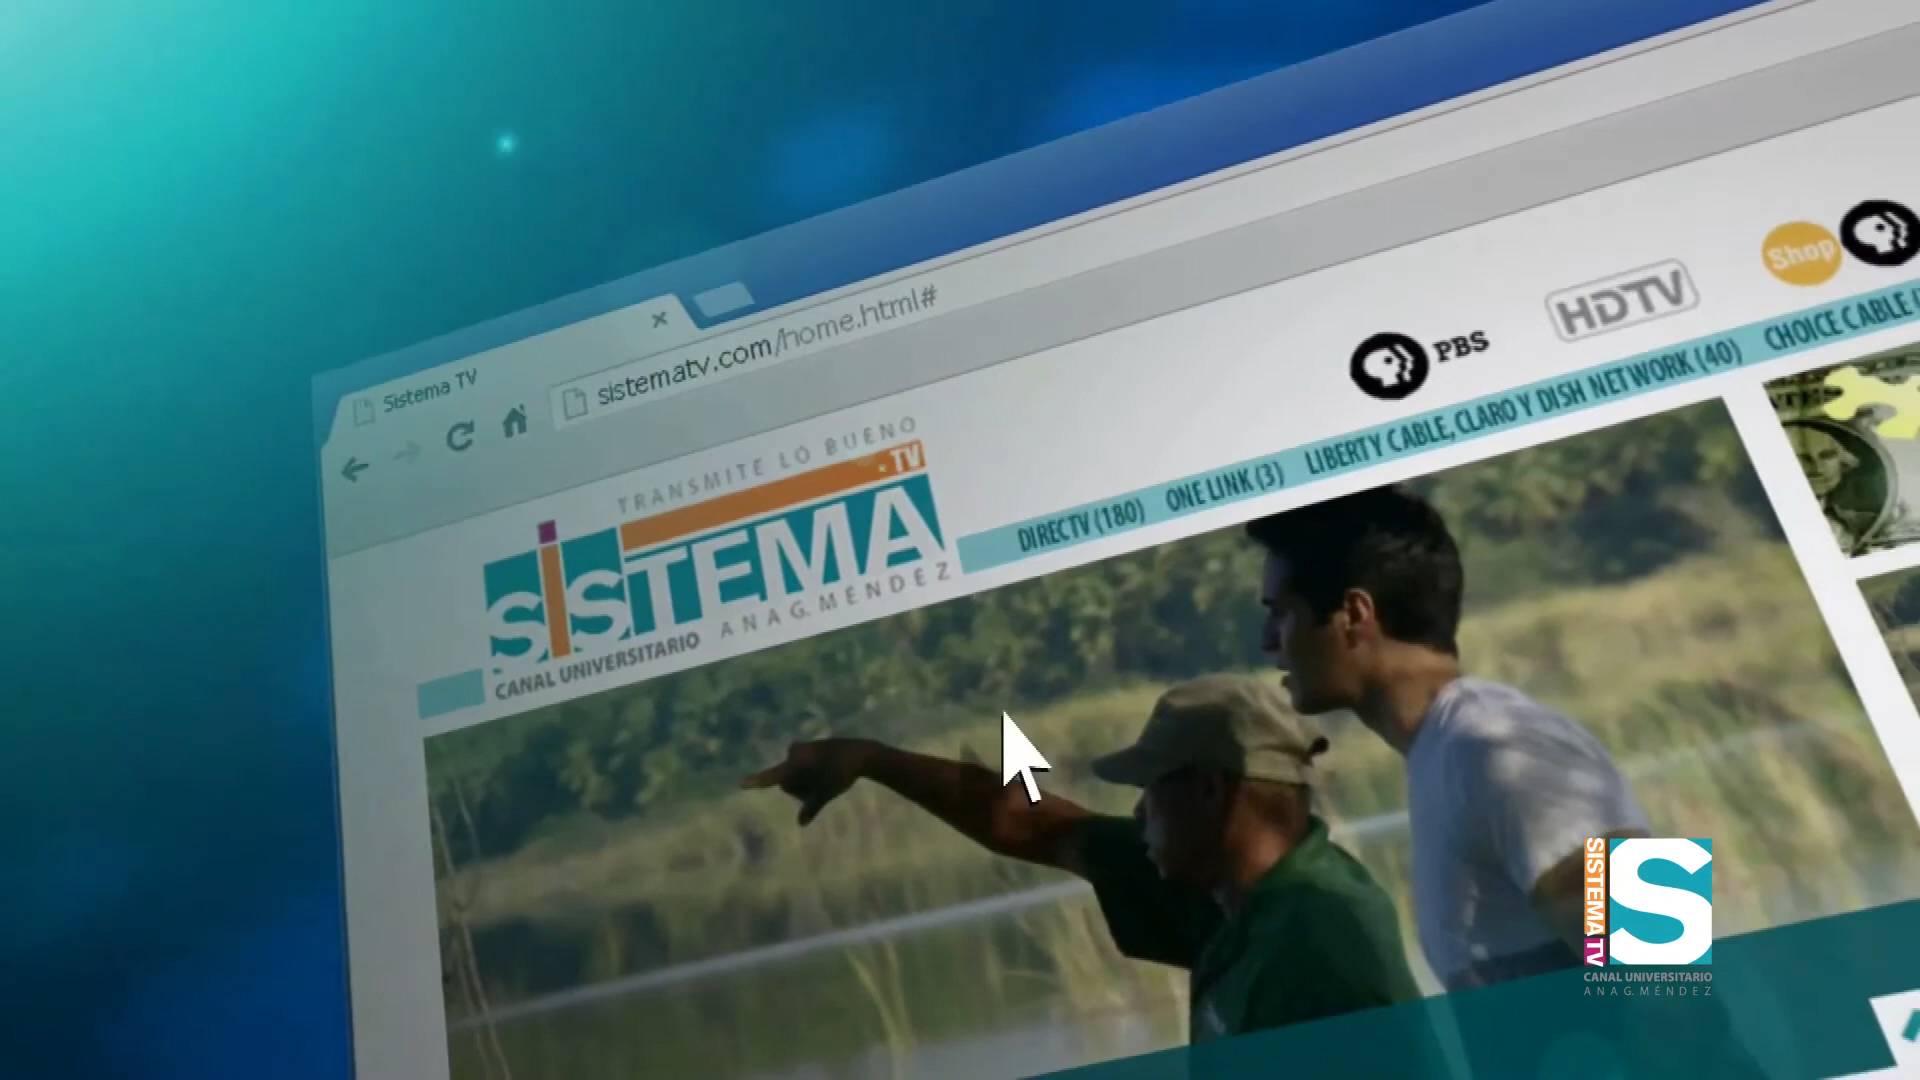 Sistema TV
sistematv.com/home.html#
TRANSMITE LO BUENO
.TV
SISTEMA
CANAL UNIVERSITARIO ANA G. MÉNDEZ
PBS
HDTV
Shop
DIRECTV (180) ONE LINK (3) LIBERTY CABLE, CLARO Y DISH NETWORK (40) CHOICE CABLE
SISTEMA TV
S
CANAL UNIVERSITARIO
ANA G. MÉNDEZ